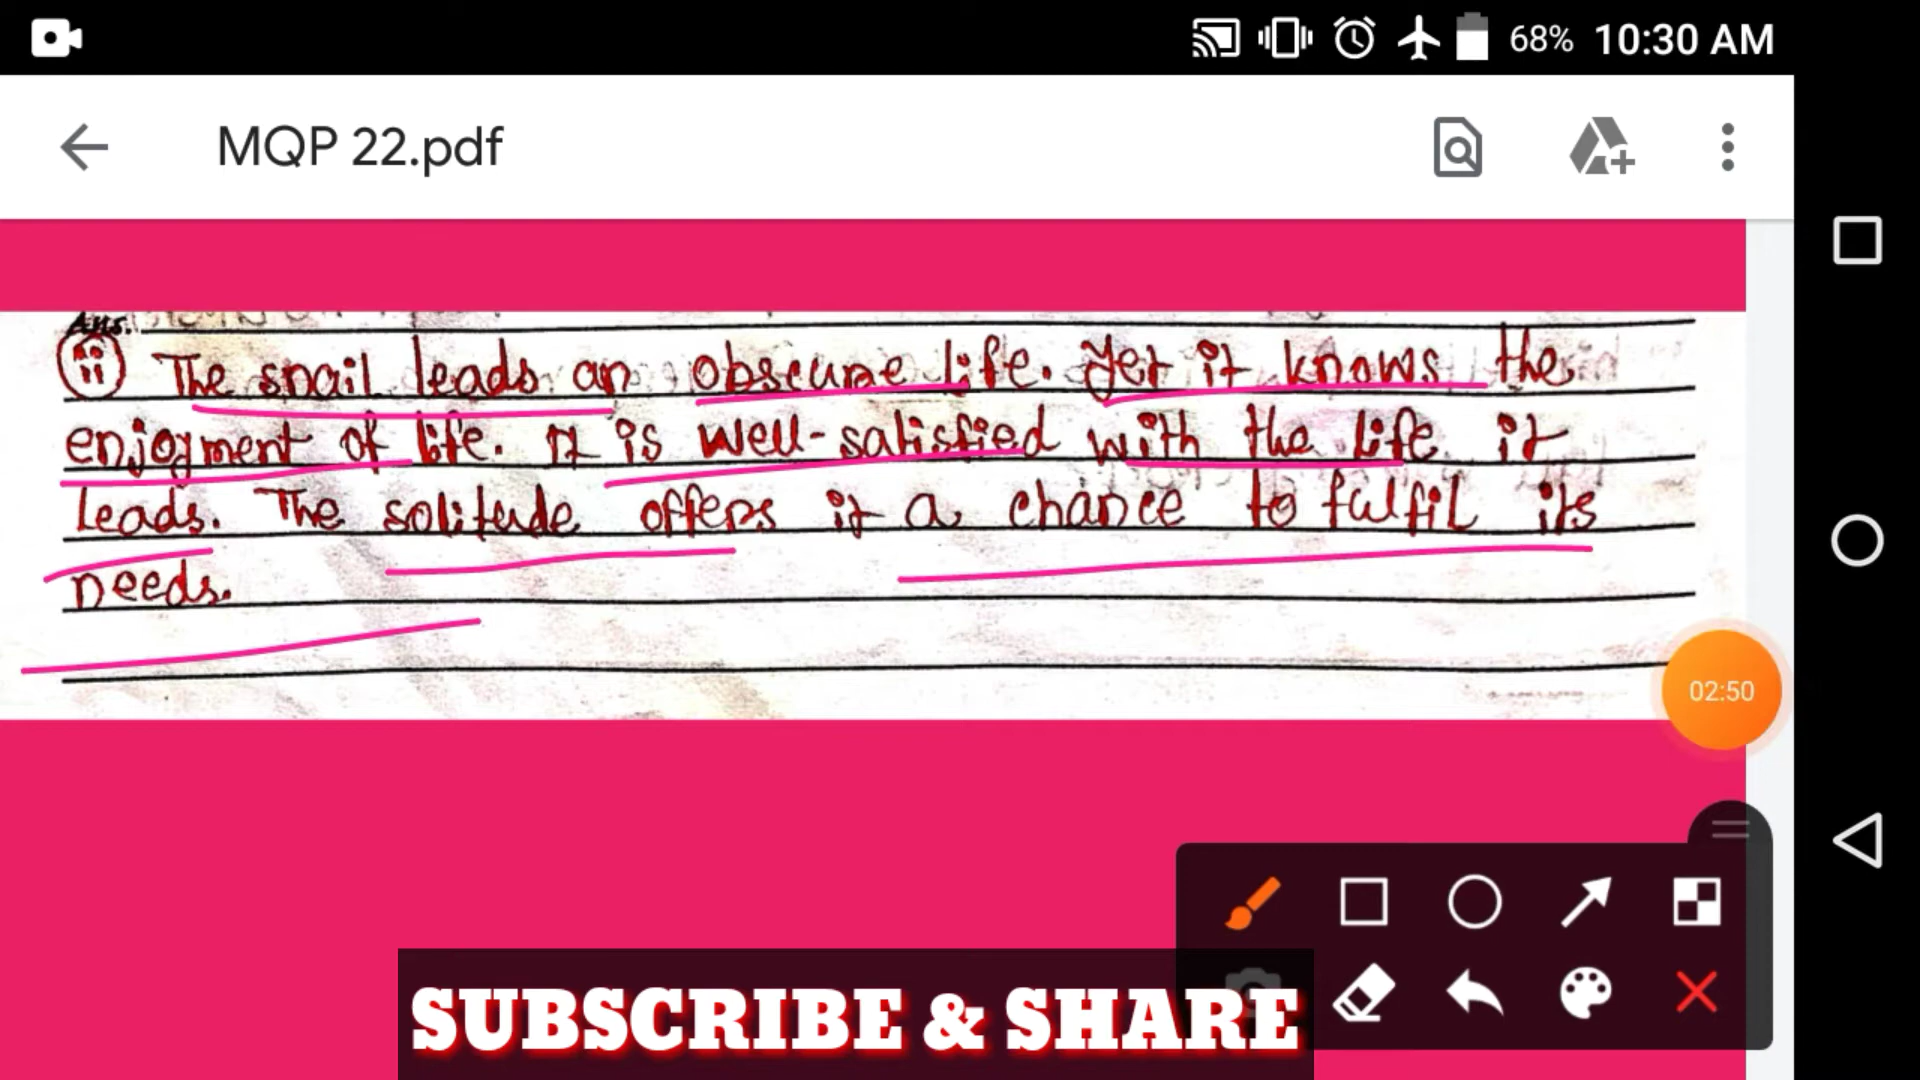 68% 10:30 AM
MQP 22.pdf
Ans.
ii The snail leads an obscure life. Yet it knows the
enjoyment of life. It is well-satisfied with the life it
leads. The solitude offers it a chance to fulfil its
needs.
02:50
SUBSCRIBE & SHARE